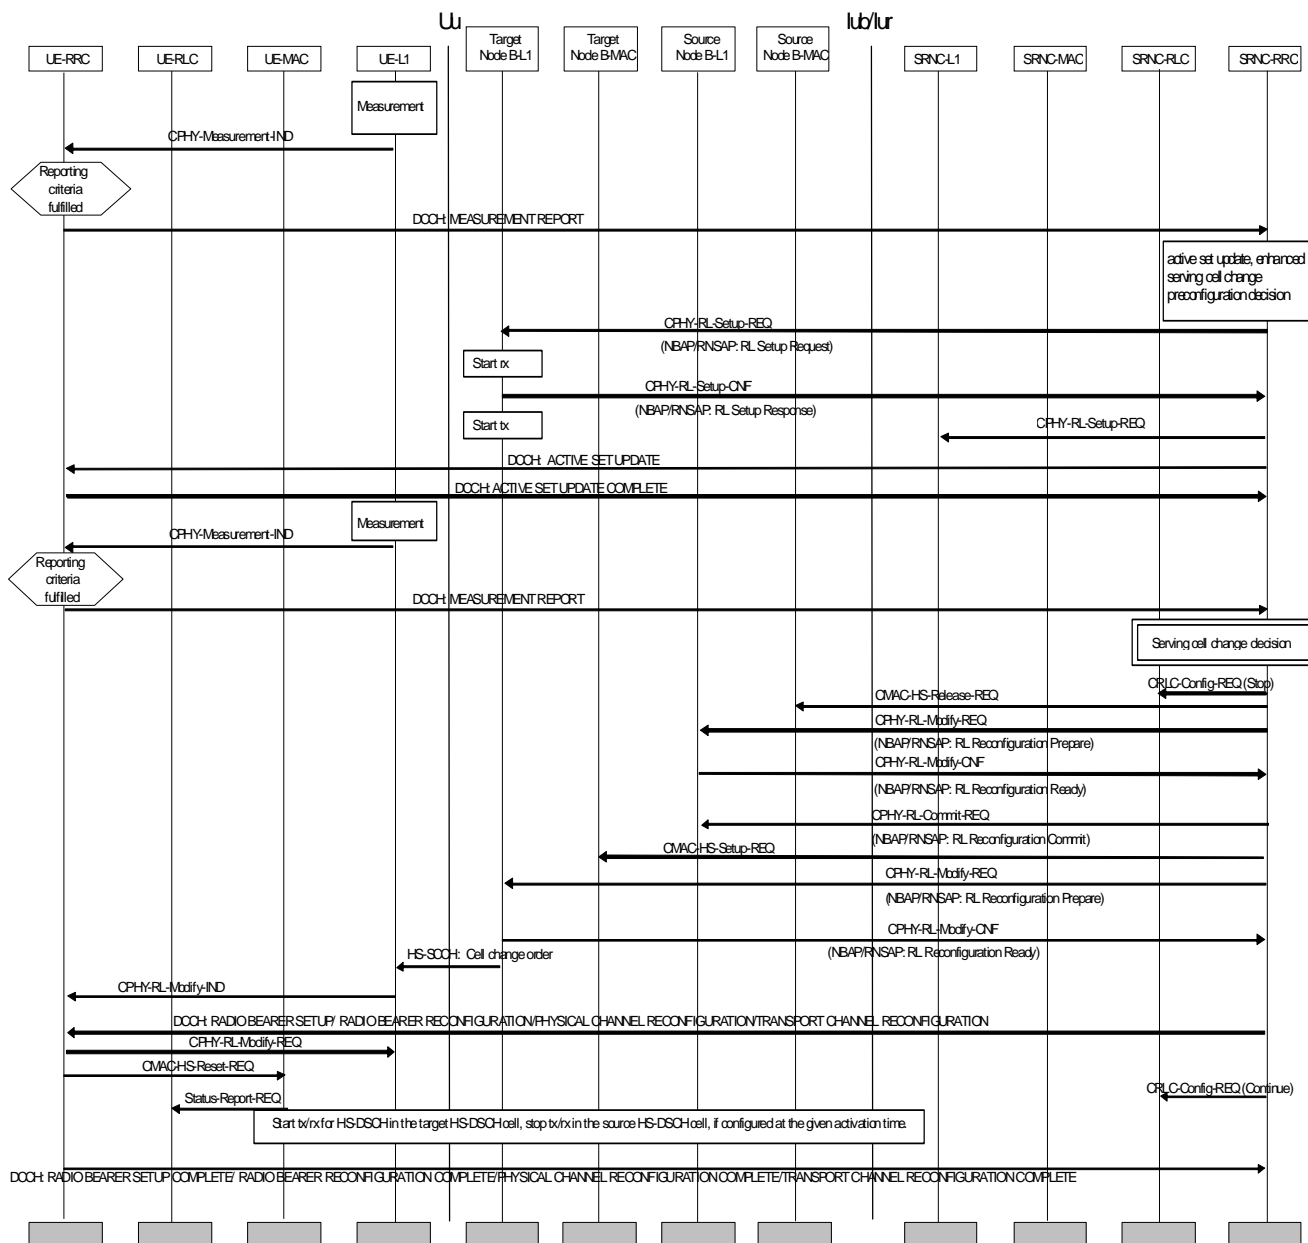 Uu
Iub/Iur
UE-RRC
UE-RLC
UE-MAC
UE-L1
Target
Node B-L1
Target
Node B-MAC
Source
Node B-L1
Source
Node B-MAC
SRNC-L1
SRNC-MAC
SRNC-RLC
SRNC-RRC
Measurement
CPHY-Measurement-IND
Reporting
criteria
fulfilled
DCCH: MEASUREMENT REPORT
active set update, enhanced
serving cell change
preconfiguration decision
CPHY-RL-Setup-REQ
(NBAP/RNSAP: RL Setup Request)
Start rx
CPHY-RL-Setup-CNF
(NBAP/RNSAP: RL Setup Response)
Start tx
CPHY-RL-Setup-REQ
DCCH: ACTIVE SET UPDATE
DCCH: ACTIVE SET UPDATE COMPLETE
Measurement
CPHY-Measurement-IND
Reporting
criteria
fulfilled
DCCH: MEASUREMENT REPORT
Serving cell change decision
CRLC-Config-REQ (Stop)
CMAC-HS-Release-REQ
CPHY-RL-Modify-REQ
(NBAP/RNSAP: RL Reconfiguration Prepare)
CPHY-RL-Modify-CNF
(NBAP/RNSAP: RL Reconfiguration Ready)
CPHY-RL-Commit-REQ
(NBAP/RNSAP: RL Reconfiguration Commit)
CMAC-HS-Setup-REQ
CPHY-RL-Modify-REQ
(NBAP/RNSAP: RL Reconfiguration Prepare)
CPHY-RL-Modify-CNF
(NBAP/RNSAP: RL Reconfiguration Ready)
HS-SCCH: Cell change order
CPHY-RL-Modify-IND
DCCH: RADIO BEARER SETUP/ RADIO BEARER RECONFIGURATION/PHYSICAL CHANNEL RECONFIGURATION/TRANSPORT CHANNEL RECONFIGURATION
CPHY-RL-Modify-REQ
CMAC-HS-Reset-REQ
Status-Report-REQ
CRLC-Config-REQ (Continue)
Start tx/rx for HS-DSCH in the target HS-DSCH cell, stop tx/rx in the source HS-DSCH cell, if configured at the given activation time.
DCCH: RADIO BEARER SETUP COMPLETE/ RADIO BEARER RECONFIGURATION COMPLETE/PHYSICAL CHANNEL RECONFIGURATION COMPLETE/TRANSPORT CHANNEL RECONFIGURATION COMPLETE